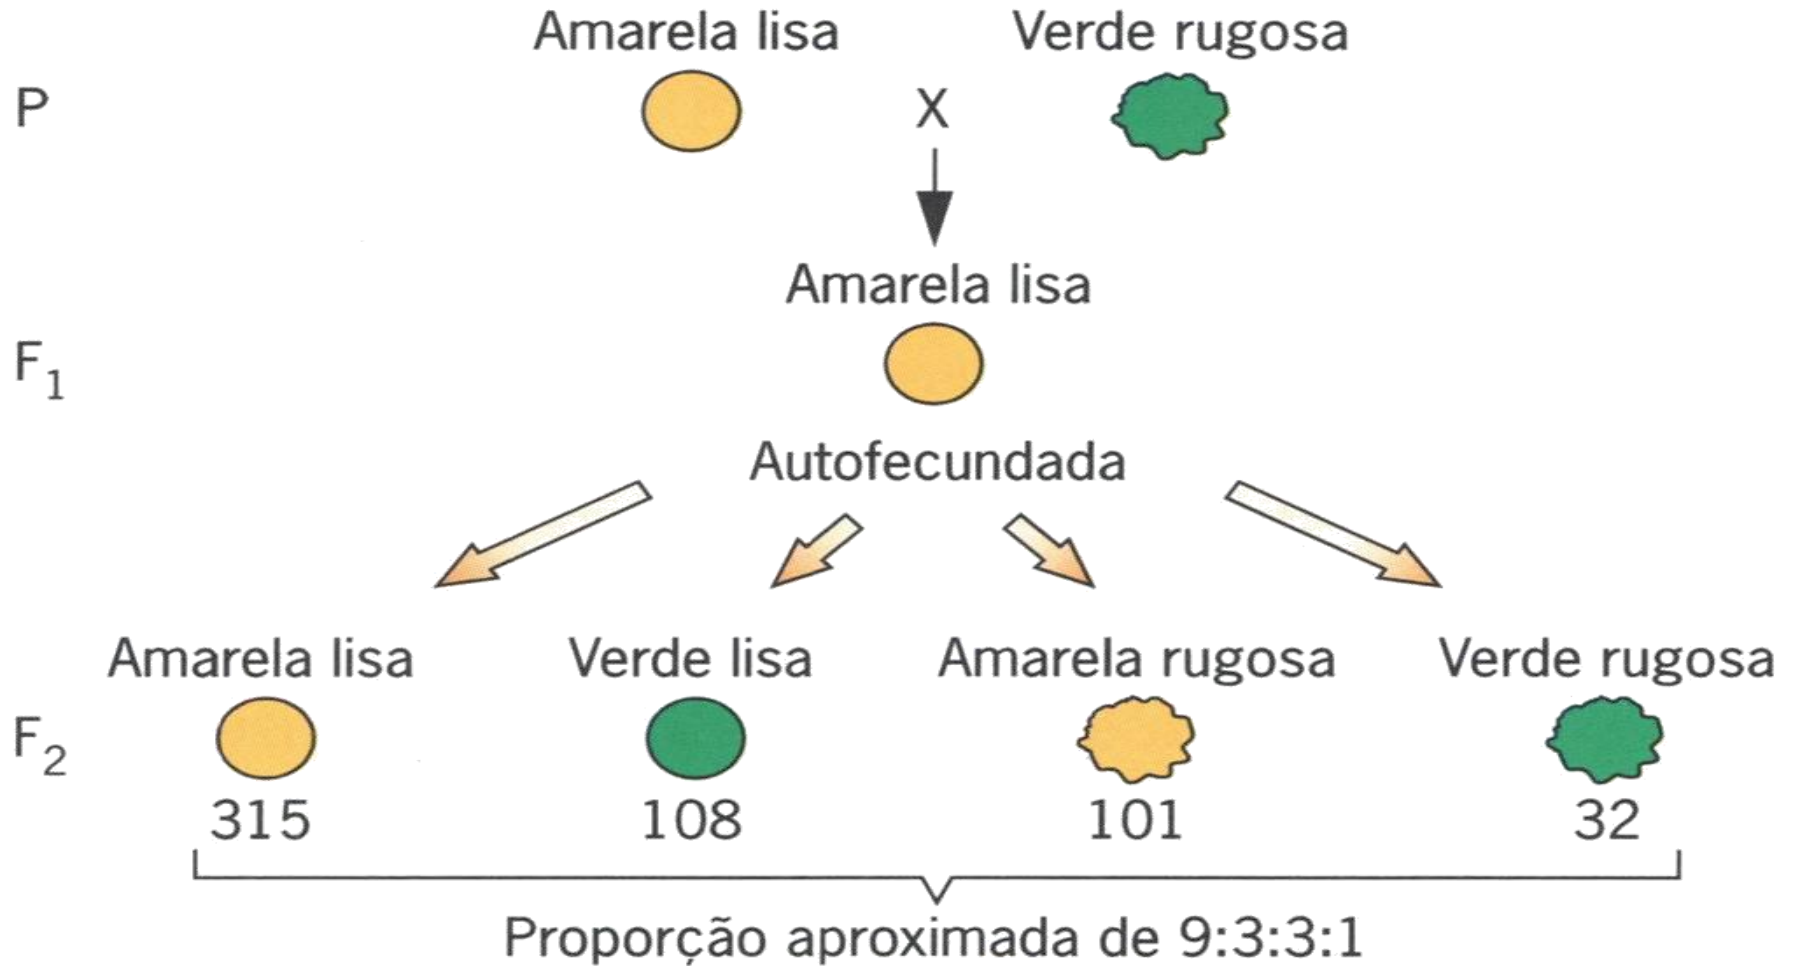 Amarela lisa Verde rugosa
P X
Amarela lisa
F1
Autofecundada
Amarela lisa Verde lisa Amarela rugosa Verde rugosa
F2
315 108 101 32
Proporção aproximada de 9:3:3:1